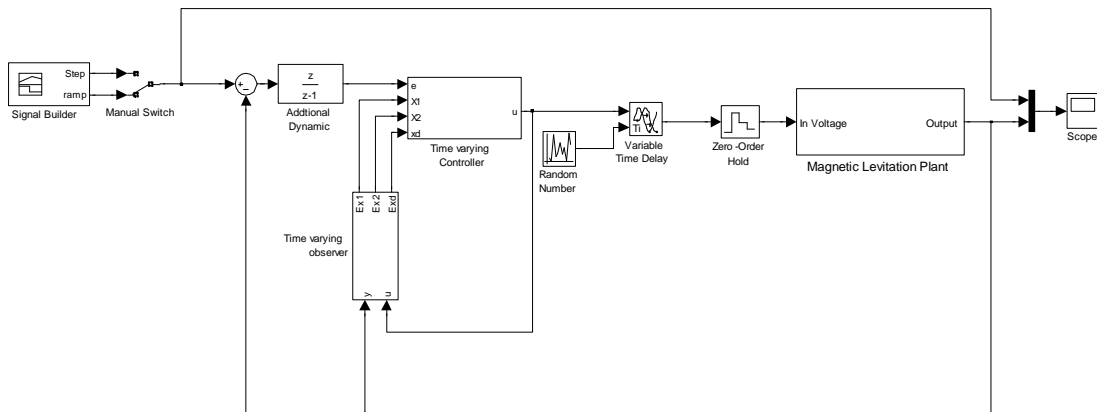 Step
ramp
Signal Builder
Manual Switch
+
−
z
z-1
Addtional
Dynamic
e
X1
X2
xd
u
Time varying
Controller
Ex1
Ex2
Exd
y
u
Time varying
observer
Random
Number
Ti
Variable
Time Delay
Zero -Order
Hold
In Voltage
Output
Magnetic Levitation Plant
Scope